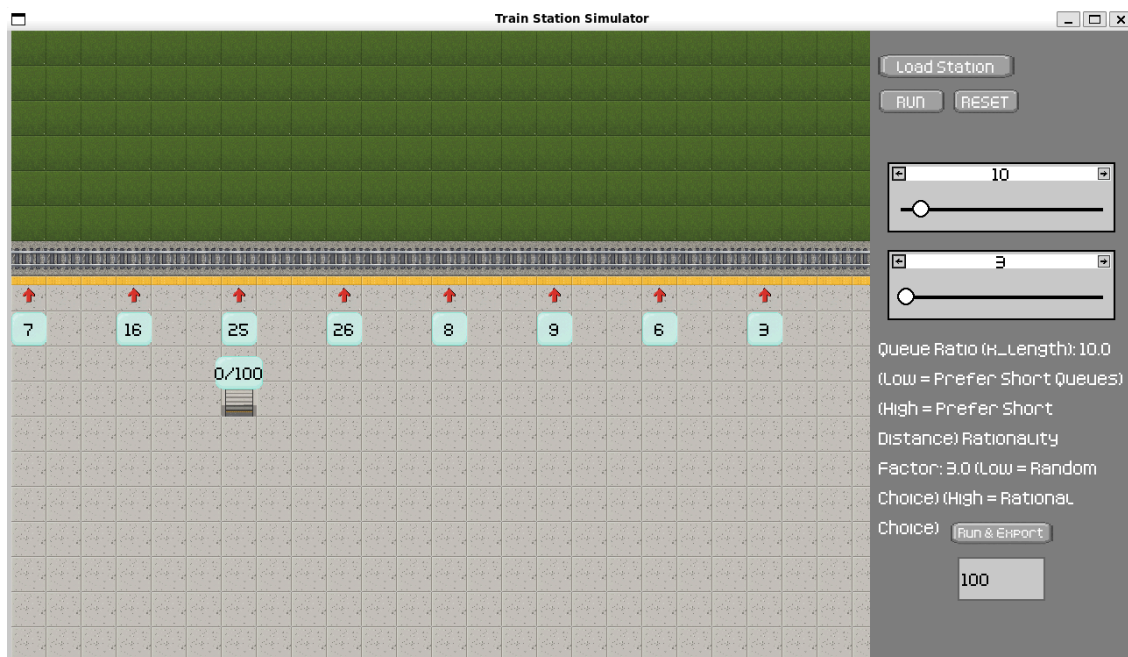 Train Station Simulator
Load Station
RUN RESET
10
3
7 16 25 26 8 9 6 3
0/100
Queue Ratio (K_Length): 10.0
(Low = Prefer Short Queues)
(High = Prefer Short
Distance) Rationality
Factor: 3.0 (Low = Random
Choice) (High = Rational
Choice) Run & Export
100